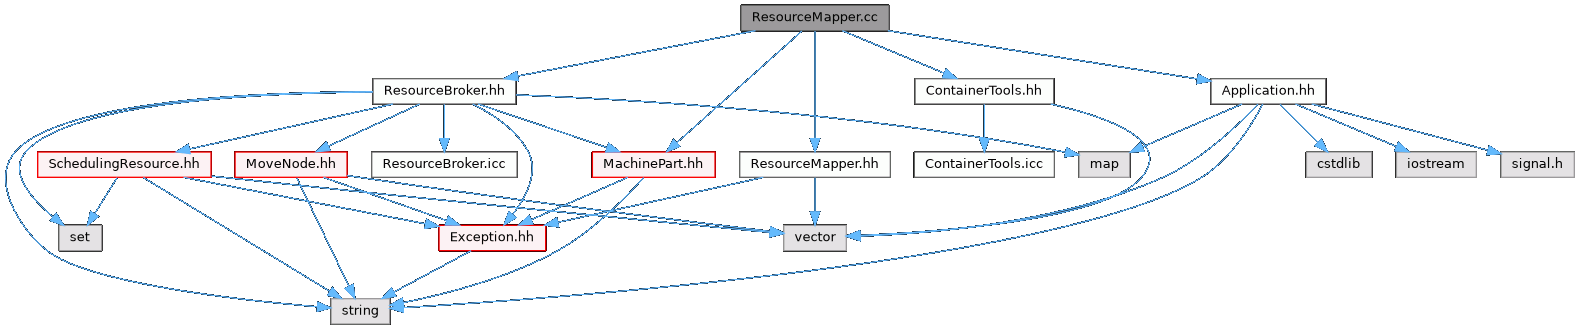 ResourceMapper.cc
ResourceBroker.hh
ContainerTools.hh
Application.hh
SchedulingResource.hh
MoveNode.hh
ResourceBroker.icc
MachinePart.hh
ResourceMapper.hh
ContainerTools.icc
map
cstdlib
iostream
signal.h
set
Exception.hh
vector
string